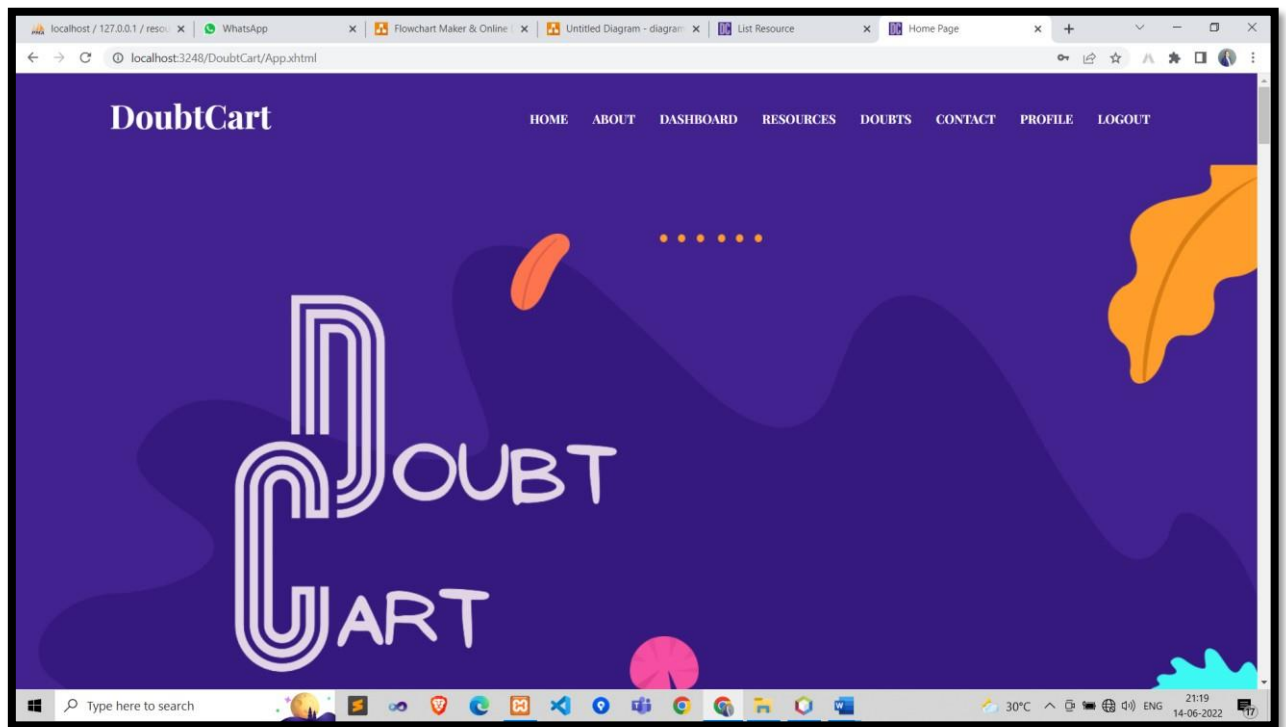 localhost / 127.0.0.1 / resou
WhatsApp
Flowchart Maker & Online
Untitled Diagram - diagram
List Resource
Home Page
localhost:3248/DoubtCart/App.xhtml
DoubtCart
HOME ABOUT DASHBOARD RESOURCES DOUBTS CONTACT PROFILE LOGOUT
DOUBT
CART
Type here to search
30°C
ENG
21:19
14-06-2022
17